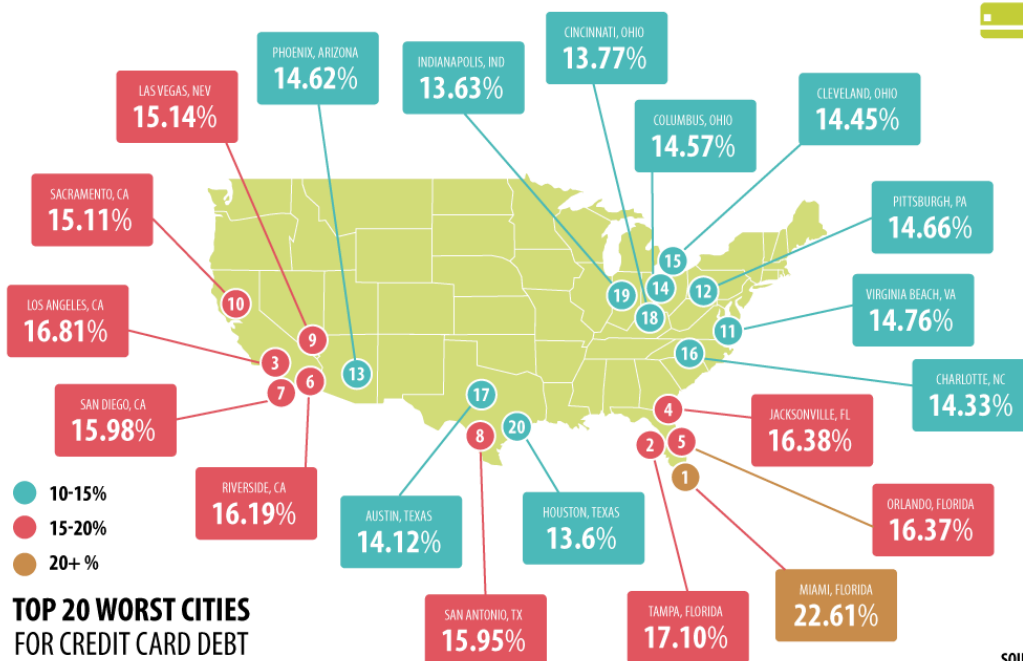 CINCINNATI, OHIO
13.77%
PHOENIX, ARIZONA
14.62%
INDIANAPOLIS, IND
13.63%
LAS VEGAS, NEV
15.14%
CLEVELAND, OHIO
14.45%
COLUMBUS, OHIO
14.57%
SACRAMENTO, CA
15.11%
PITTSBURGH, PA
14.66%
LOS ANGELES, CA
16.81%
VIRGINIA BEACH, VA
14.76%
CHARLOTTE, NC
14.33%
SAN DIEGO, CA
15.98%
JACKSONVILLE, FL
16.38%
RIVERSIDE, CA
16.19%
AUSTIN, TEXAS
14.12%
HOUSTON, TEXAS
13.6%
ORLANDO, FLORIDA
16.37%
SAN ANTONIO, TX
15.95%
TAMPA, FLORIDA
17.10%
MIAMI, FLORIDA
22.61%
15
14
12
19
10
18
11
9
16
3
13
6
7
17
4
20
8
2
5
1
10-15%
15-20%
20+ %
TOP 20 WORST CITIES
FOR CREDIT CARD DEBT
SOU